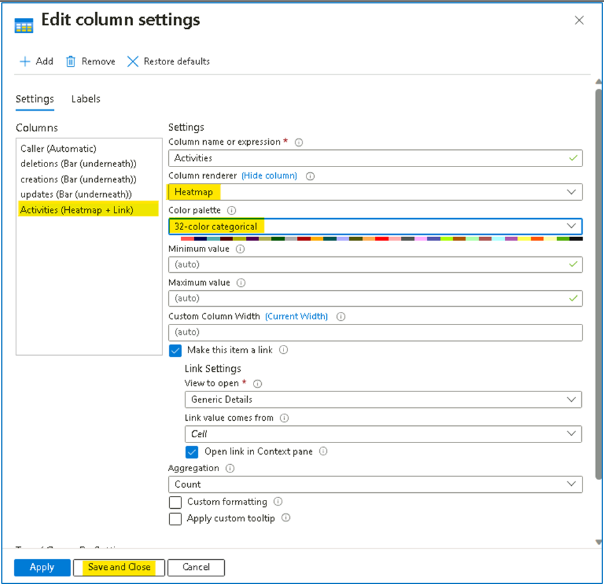 Edit column settings
Add Remove Restore defaults
Settings Labels
Columns
Caller (Automatic)
deletions (Bar (underneath))
creations (Bar (underneath))
updates (Bar (underneath))
Activities (Heatmap + Link)
Settings
Column name or expression *
Activities
Column renderer (Hide column)
Heatmap
Color palette
32-color categorical
Minimum value
(auto)
Maximum value
(auto)
Custom Column Width (Current Width)
(auto)
Make this item a link
Link Settings
View to open *
Generic Details
Link value comes from
Cell
Open link in Context pane
Aggregation
Count
Custom formatting
Apply custom tooltip
Apply Save and Close Cancel